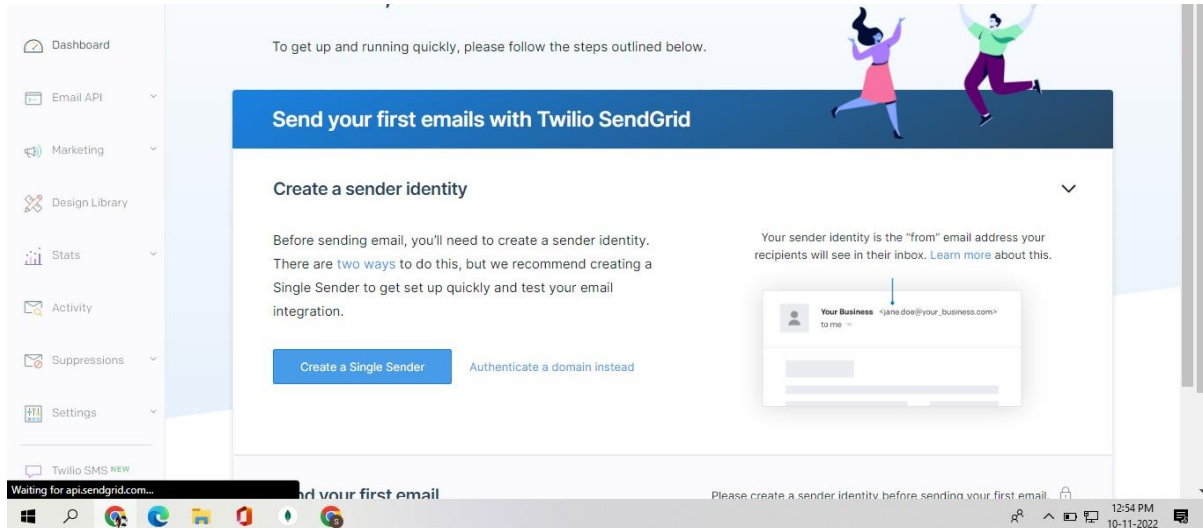 Dashboard
Email API
Marketing
Design Library
Stats
Activity
Suppressions
Settings
Twilio SMS NEW
Waiting for api.sendgrid.com...
To get up and running quickly, please follow the steps outlined below.
Send your first emails with Twilio SendGrid
Create a sender identity
Before sending email, you'll need to create a sender identity.
There are two ways to do this, but we recommend creating a
Single Sender to get set up quickly and test your email
integration.
Create a Single Sender
Authenticate a domain instead
Your sender identity is the "from" email address your
recipients will see in their inbox. Learn more about this.
Your Business <jane.doe@your_business.com>
to me
your first email
Please create a sender identity before sending your first email.
12:54 PM
10-11-2022